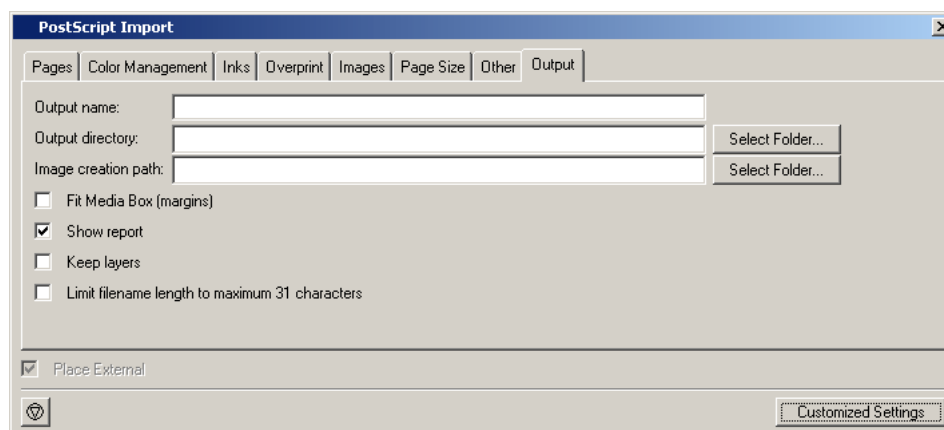 PostScript Import
Pages Color Management Inks Overprint Images Page Size Other Output
Output name:
Output directory: Select Folder...
Image creation path: Select Folder...
Fit Media Box (margins)
Show report
Keep layers
Limit filename length to maximum 31 characters
Place External
Customized Settings